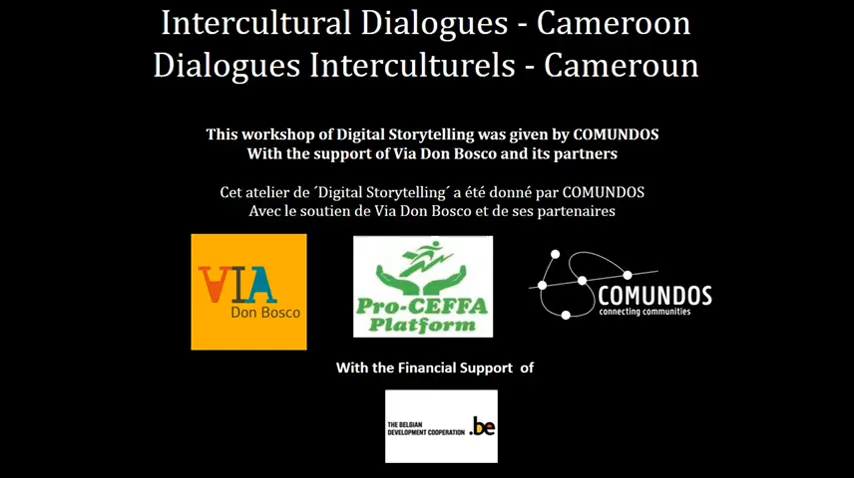 Intercultural Dialogues - Cameroon
Dialogues Interculturels - Cameroun
This workshop of Digital Storytelling was given by COMUNDOS
With the support of Via Don Bosco and its partners
Cet atelier de ´Digital Storytelling´ a été donné par COMUNDOS
Avec le soutien de Via Don Bosco et de ses partenaires
VIA
Don Bosco
Pro-CEFFA
Platform
COMUNDOS
connecting communities
With the Financial Support of
THE BELGIAN
DEVELOPMENT COOPERATION .be